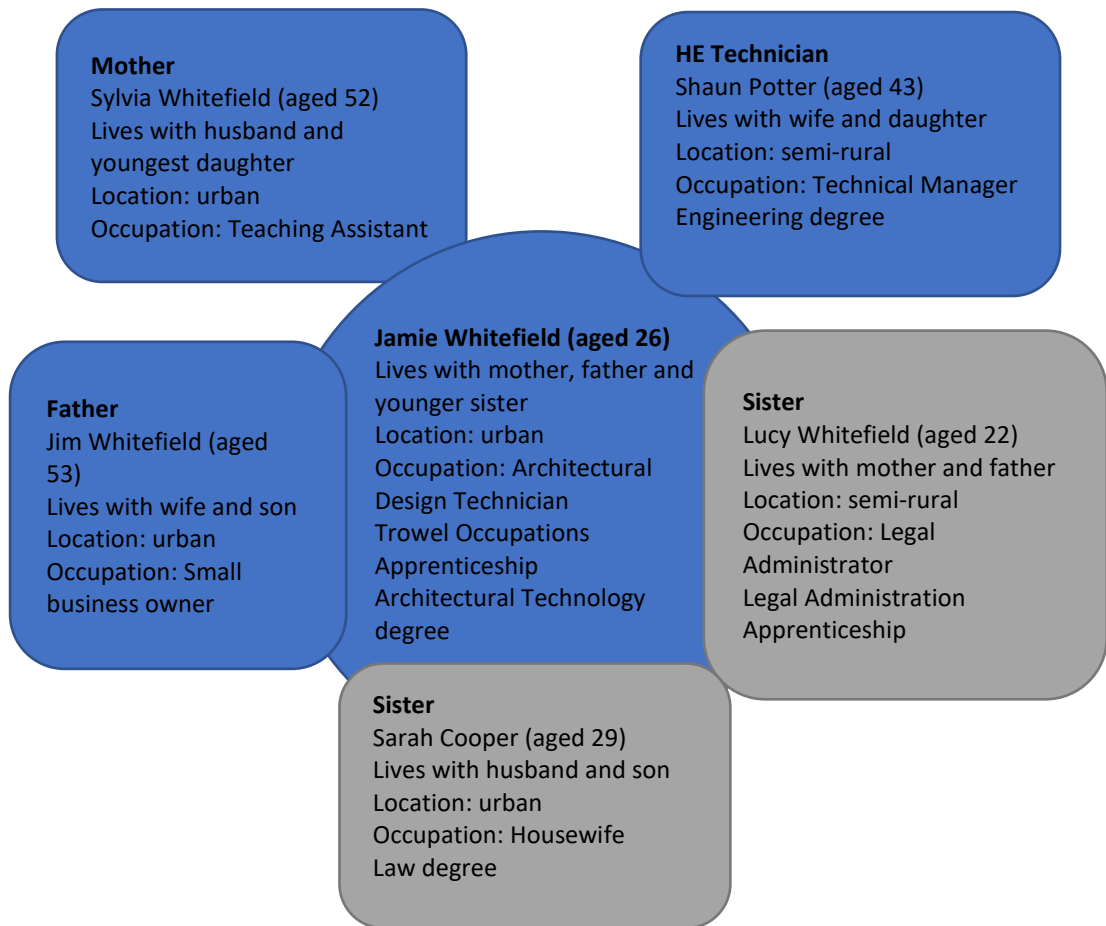 Mother
Sylvia Whitefield (aged 52)
Lives with husband and
youngest daughter
Location: urban
Occupation: Teaching Assistant
HE Technician
Shaun Potter (aged 43)
Lives with wife and daughter
Location: semi-rural
Occupation: Technical Manager
Engineering degree
Father
Jim Whitefield (aged
53)
Lives with wife and son
Location: urban
Occupation: Small
business owner
Jamie Whitefield (aged 26)
Lives with mother, father and
younger sister
Location: urban
Occupation: Architectural
Design Technician
Trowel Occupations
Apprenticeship
Architectural Technology
degree
Sister
Lucy Whitefield (aged 22)
Lives with mother and father
Location: semi-rural
Occupation: Legal
Administrator
Legal Administration
Apprenticeship
Sister
Sarah Cooper (aged 29)
Lives with husband and son
Location: urban
Occupation: Housewife
Law degree